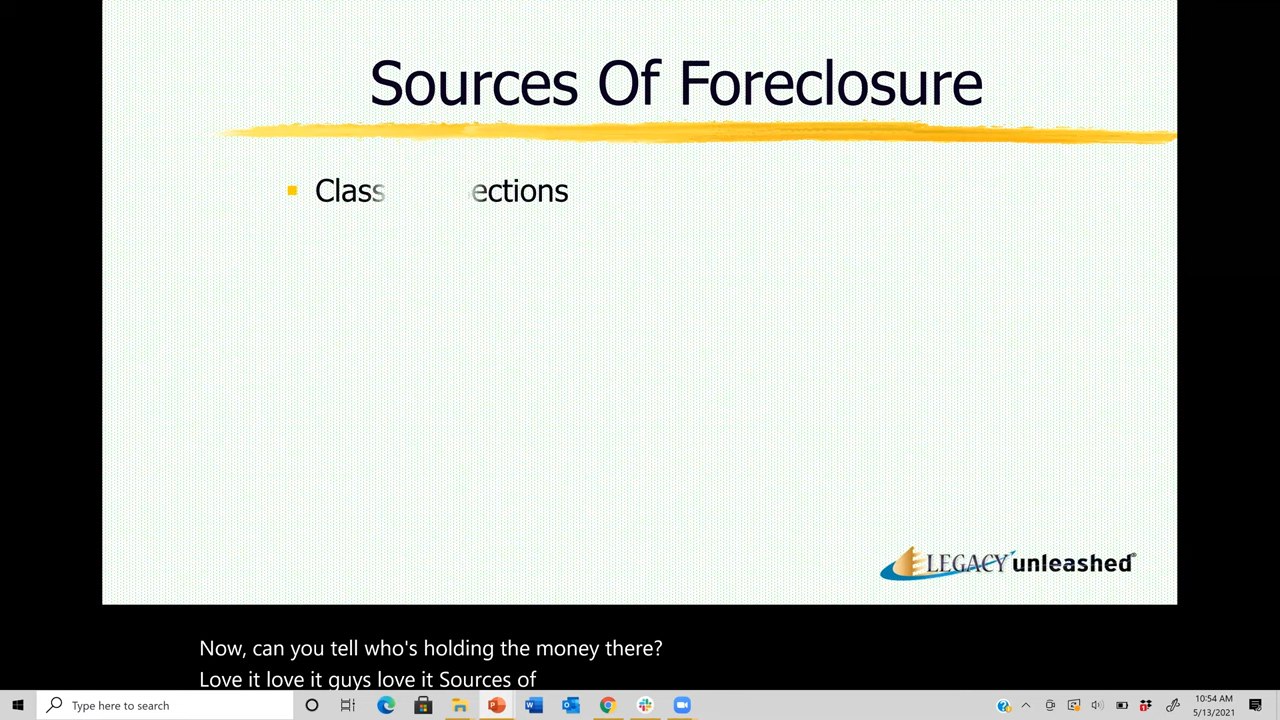 Sources Of Foreclosure
Class ections
LEGACY unleashed®
Now, can you tell who's holding the money there?
Love it love it guys love it Sources of
Type here to search
10:54 AM
5/13/2021